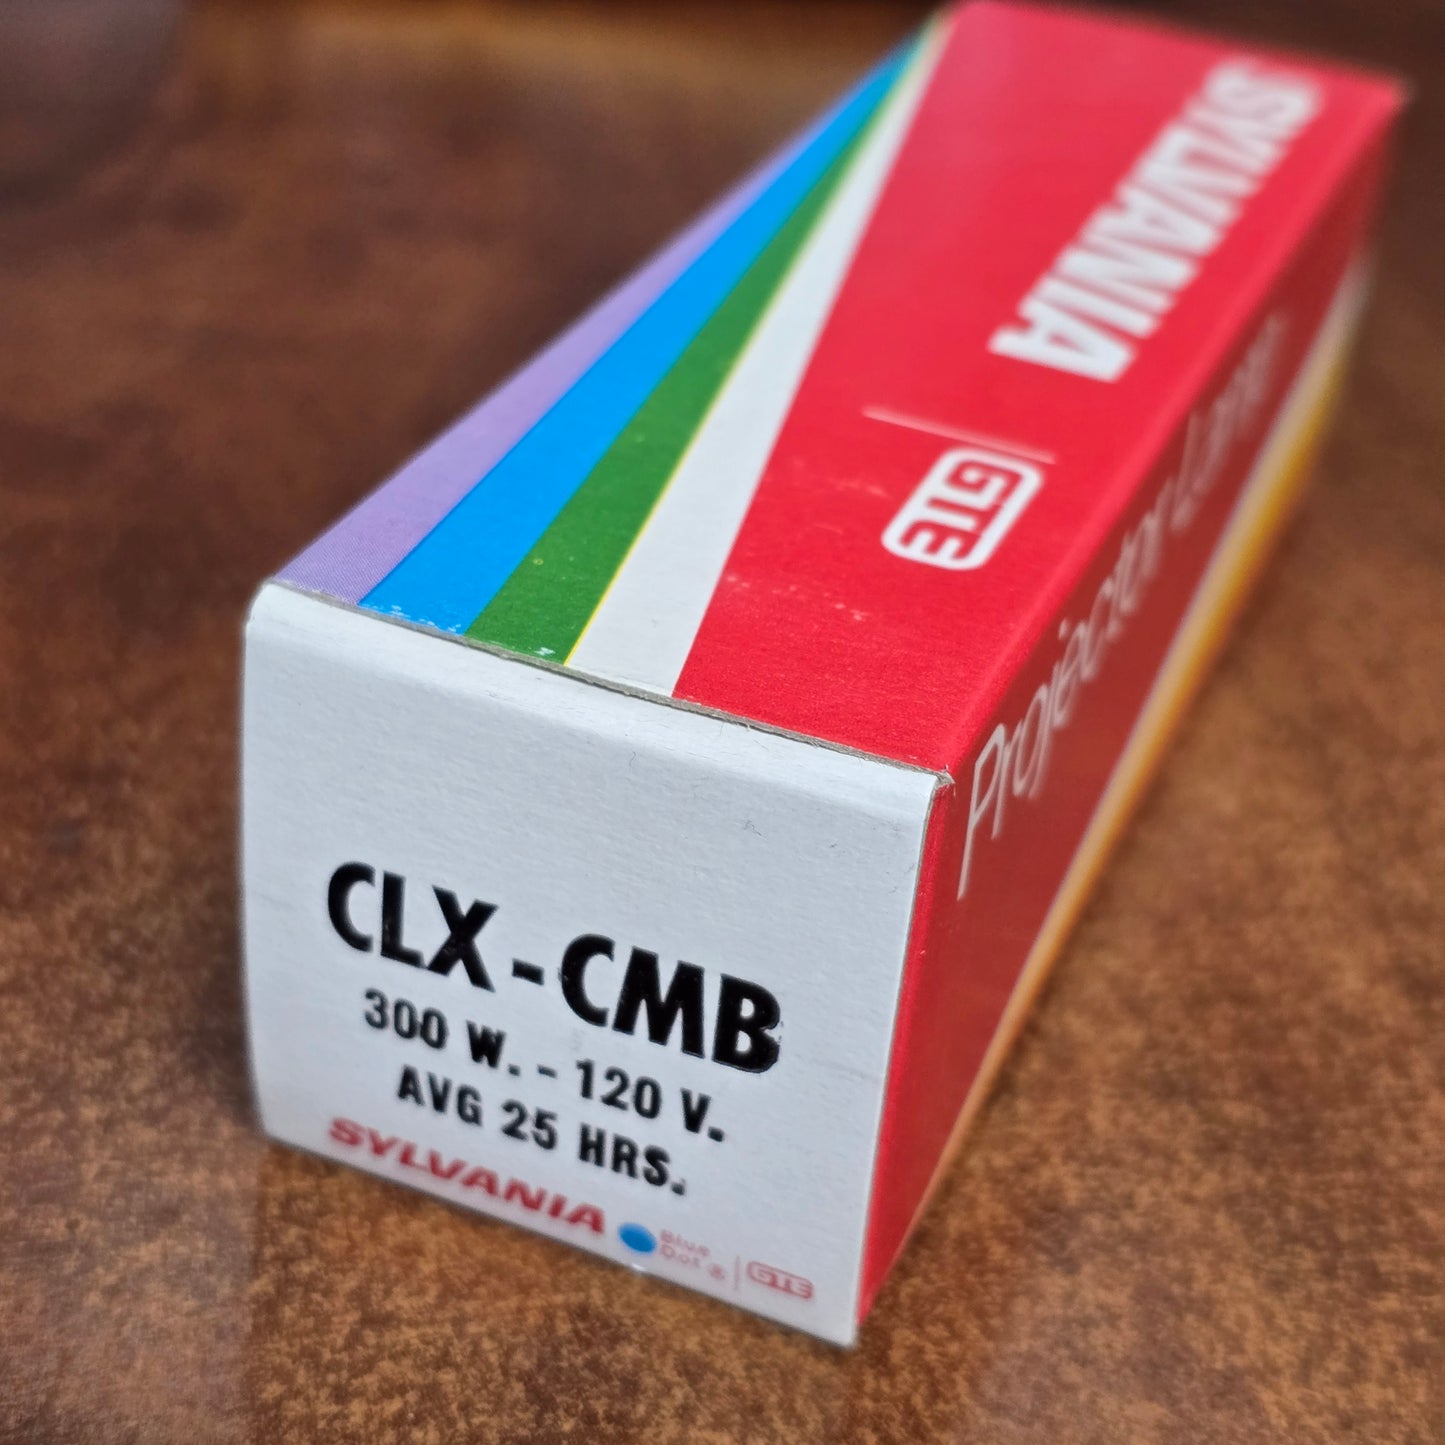 SYLVANIA
GTE
Projector Lamp
CLX-CMB
300 W. - 120 V.
AVG 25 HRS.
SYLVANIA Blue Dot® GTE